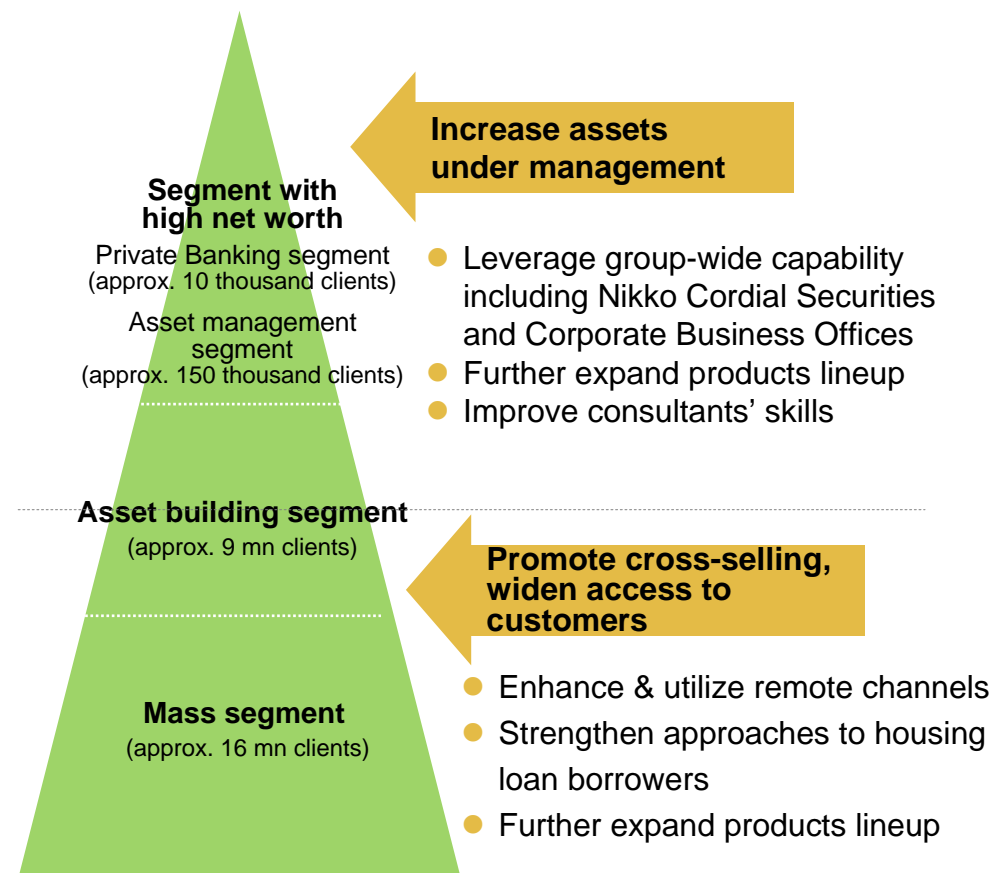 Increase assets
under management
Segment with
high net worth
Private Banking segment
(approx. 10 thousand clients)
Asset management
segment
(approx. 150 thousand clients)
● Leverage group-wide capability
including Nikko Cordial Securities
and Corporate Business Offices
● Further expand products lineup
● Improve consultants’ skills
Asset building segment
(approx. 9 mn clients)
Promote cross-selling,
widen access to
customers
Mass segment
(approx. 16 mn clients)
● Enhance & utilize remote channels
● Strengthen approaches to housing
loan borrowers
● Further expand products lineup